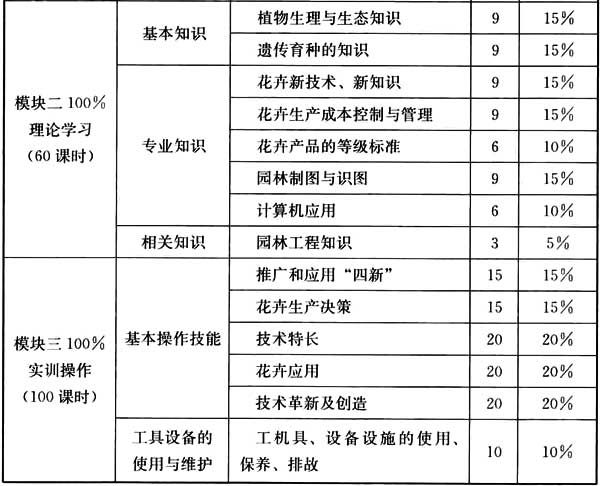 模块二 100%
理论学习
（60 课时）
基本知识
植物生理与生态知识 9 15%
遗传育种的知识 9 15%
专业知识
花卉新技术、新知识 9 15%
花卉生产成本控制与管理 9 15%
花卉产品的等级标准 6 10%
园林制图与识图 9 15%
计算机应用 6 10%
相关知识
园林工程知识 3 5%
模块三 100%
实训操作
（100 课时）
基本操作技能
推广和应用“四新” 15 15%
花卉生产决策 15 15%
技术特长 20 20%
花卉应用 20 20%
技术革新及创造 20 20%
工具设备的
使用与维护
工机具、设备设施的使用、
保养、排故 10 10%